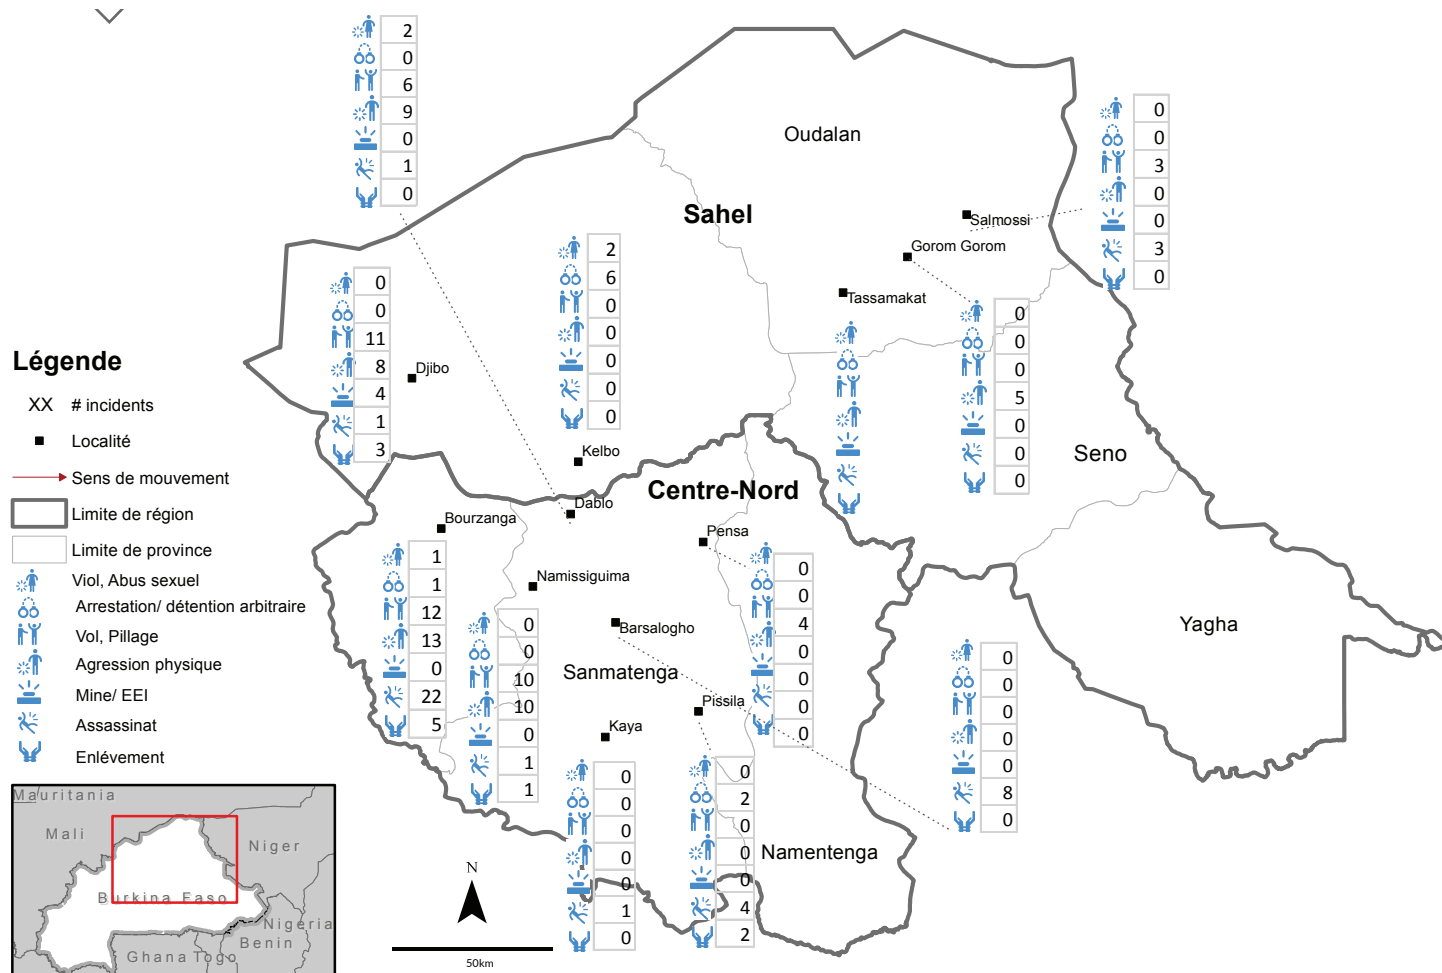 2
0
6
9
0
1
0
Oudalan
0
0
3
0
0
3
0
Sahel
Salmossi
Gorom Gorom
Tassamakat
2
6
0
0
0
0
0
0
0
11
8
4
1
3
Djibo
0
0
0
5
0
0
0
Légende
XX # incidents
Localité
Sens de mouvement
Limite de région
Limite de province
Viol, Abus sexuel
Arrestation/ détention arbitraire
Vol, Pillage
Agression physique
Mine/ EEI
Assassinat
Enlévement
Kelbo
Seno
Centre-Nord
Dablo
Bourzanga
Pensa
1
1
12
13
0
22
5
Namissiguima
0
0
10
10
0
1
1
Barsalogho
Sanmatenga
0
0
4
0
0
0
0
Yagha
Pissila
Kaya
0
0
0
0
0
8
0
0
0
0
0
0
1
0
0
2
0
0
0
4
2
Namentenga
Mauritania
Mali
Niger
Burkina Faso
Nigeria
Benin
Ghana
Togo
N
50km